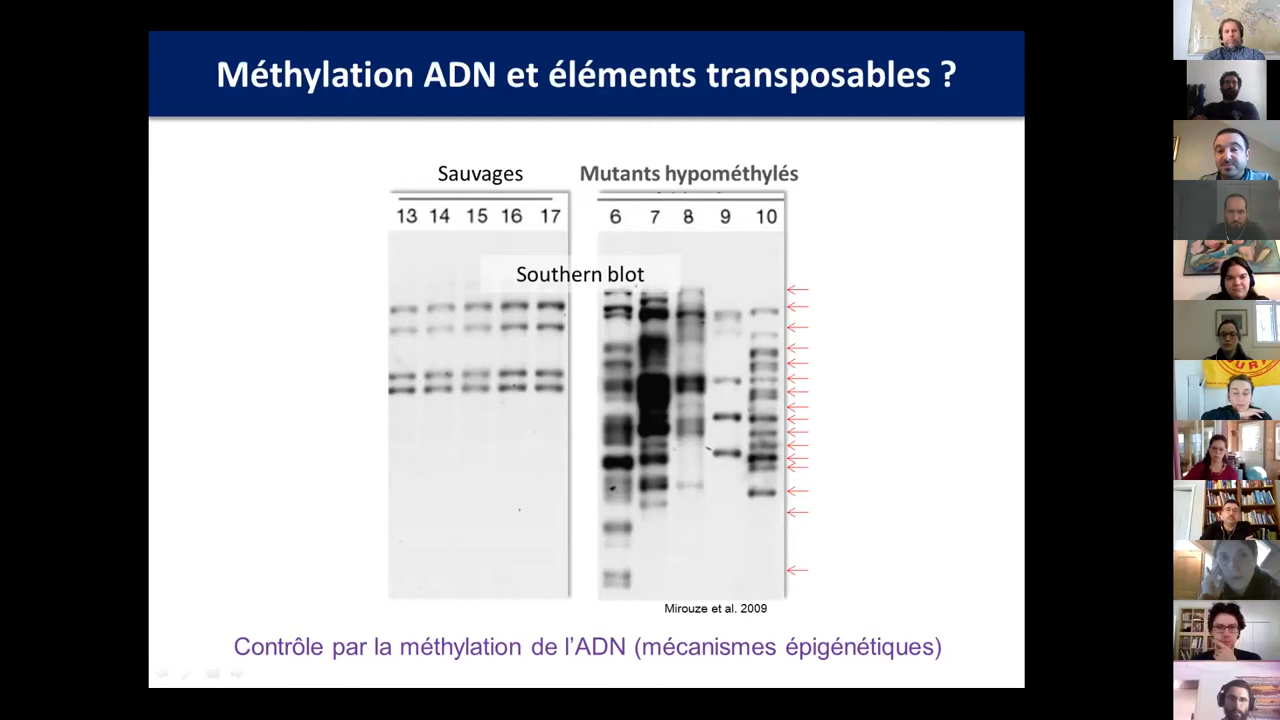 Méthylation ADN et éléments transposables ?
Sauvages
Mutants hypométhylés
13 14 15 16 17
6 7 8 9 10
Southern blot
Mirouze et al. 2009
Contrôle par la méthylation de l’ADN (mécanismes épigénétiques)